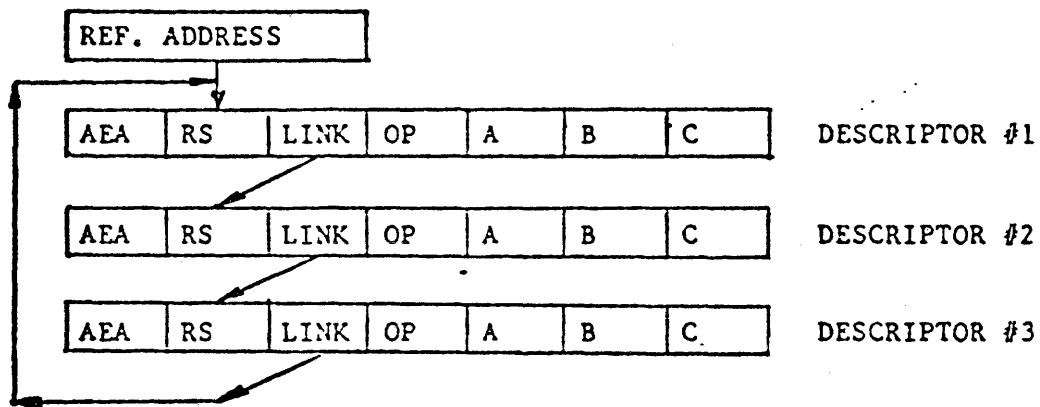 REF. ADDRESS
AEA RS LINK OP A B C DESCRIPTOR #1
AEA RS LINK OP A B C DESCRIPTOR #2
AEA RS LINK OP A B C DESCRIPTOR #3